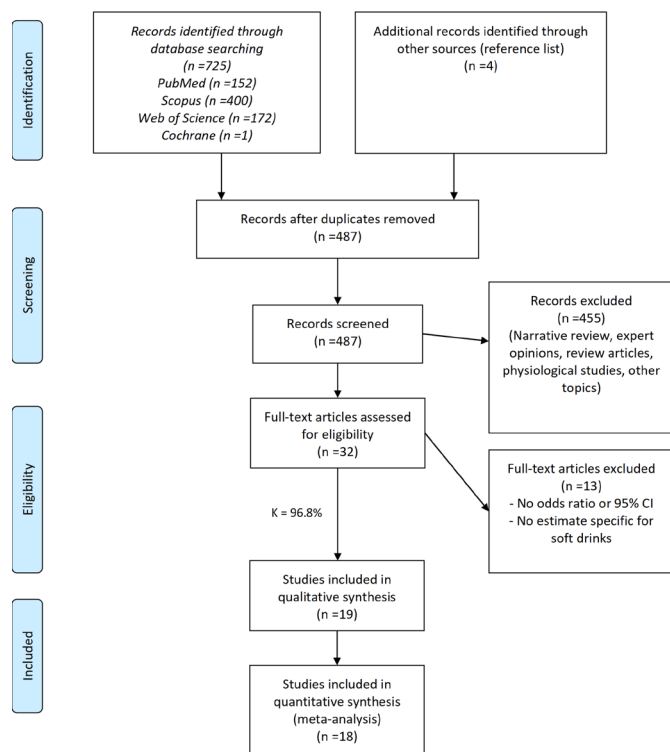 Identification
Records identified through
database searching
(n =725)
PubMed (n =152)
Scopus (n =400)
Web of Science (n =172)
Cochrane (n =1)
Additional records identified through
other sources (reference list)
(n =4)
Screening
Records after duplicates removed
(n =487)
Records screened
(n =487)
Records excluded
(n =455)
(Narrative review, expert
opinions, review articles,
physiological studies, other
topics)
Eligibility
Full-text articles assessed
for eligibility
(n =32)
Full-text articles excluded
(n =13)
- No odds ratio or 95% CI
- No estimate specific for
soft drinks
K = 96.8%
Studies included in
qualitative synthesis
(n =19)
Included
Studies included in
quantitative synthesis
(meta-analysis)
(n =18)